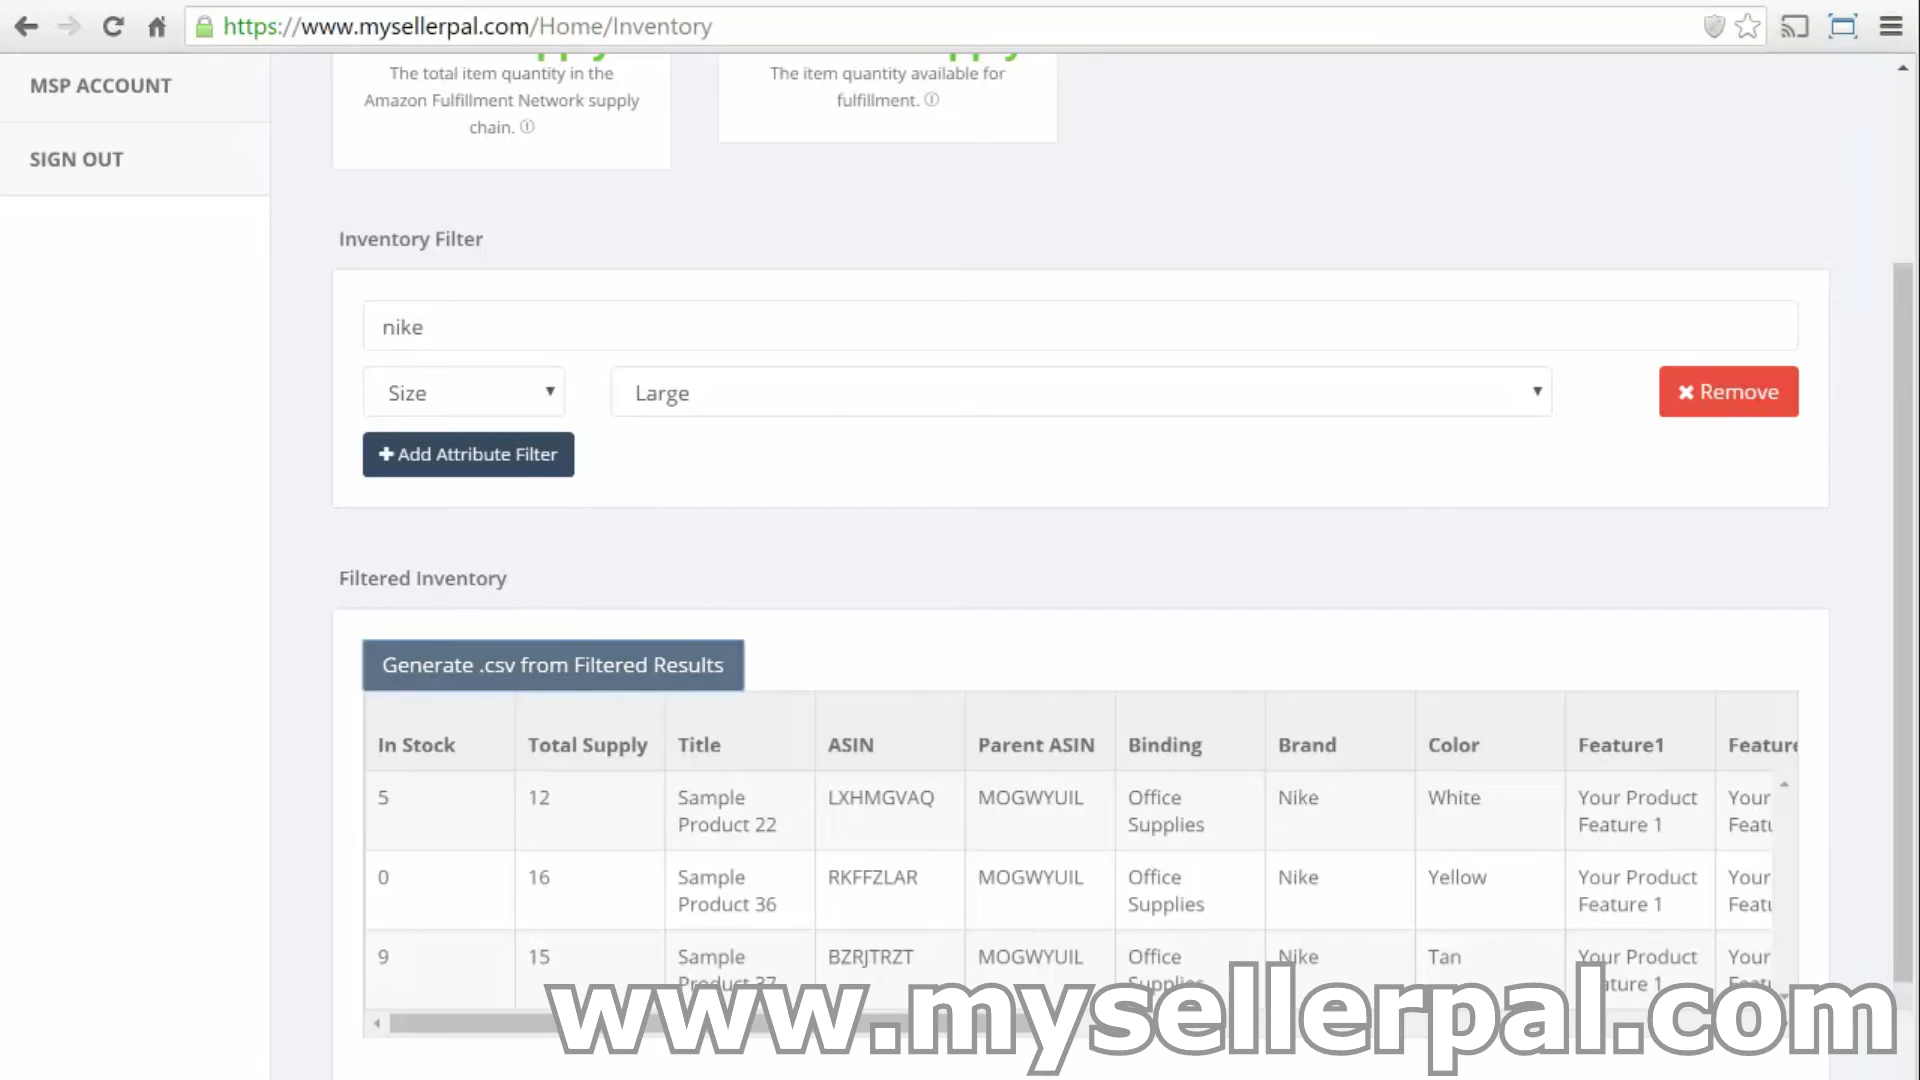 https://www.mysellerpal.com/Home/Inventory
MSP ACCOUNT
SIGN OUT
The total item quantity in the
Amazon Fulfillment Network supply
chain.
The item quantity available for
fulfillment.
Inventory Filter
nike
Size
Large
Remove
Add Attribute Filter
Filtered Inventory
Generate .csv from Filtered Results
In Stock Total Supply Title ASIN Parent ASIN Binding Brand Color Feature1 Feature
5 12 Sample LXHMGVAQ MOGWYUIL Office Nike White Your Product Your
Product 22 Supplies Feature 1 Featu
0 16 Sample RKFFZLAR MOGWYUIL Office Nike Yellow Your Product Your
Product 36 Supplies Feature 1 Featu
9 15 Sample BZRJTRZT MOGWYUIL Office Nike Tan Your Product Your
Product 37 Supplies
www.mysellerpal.com